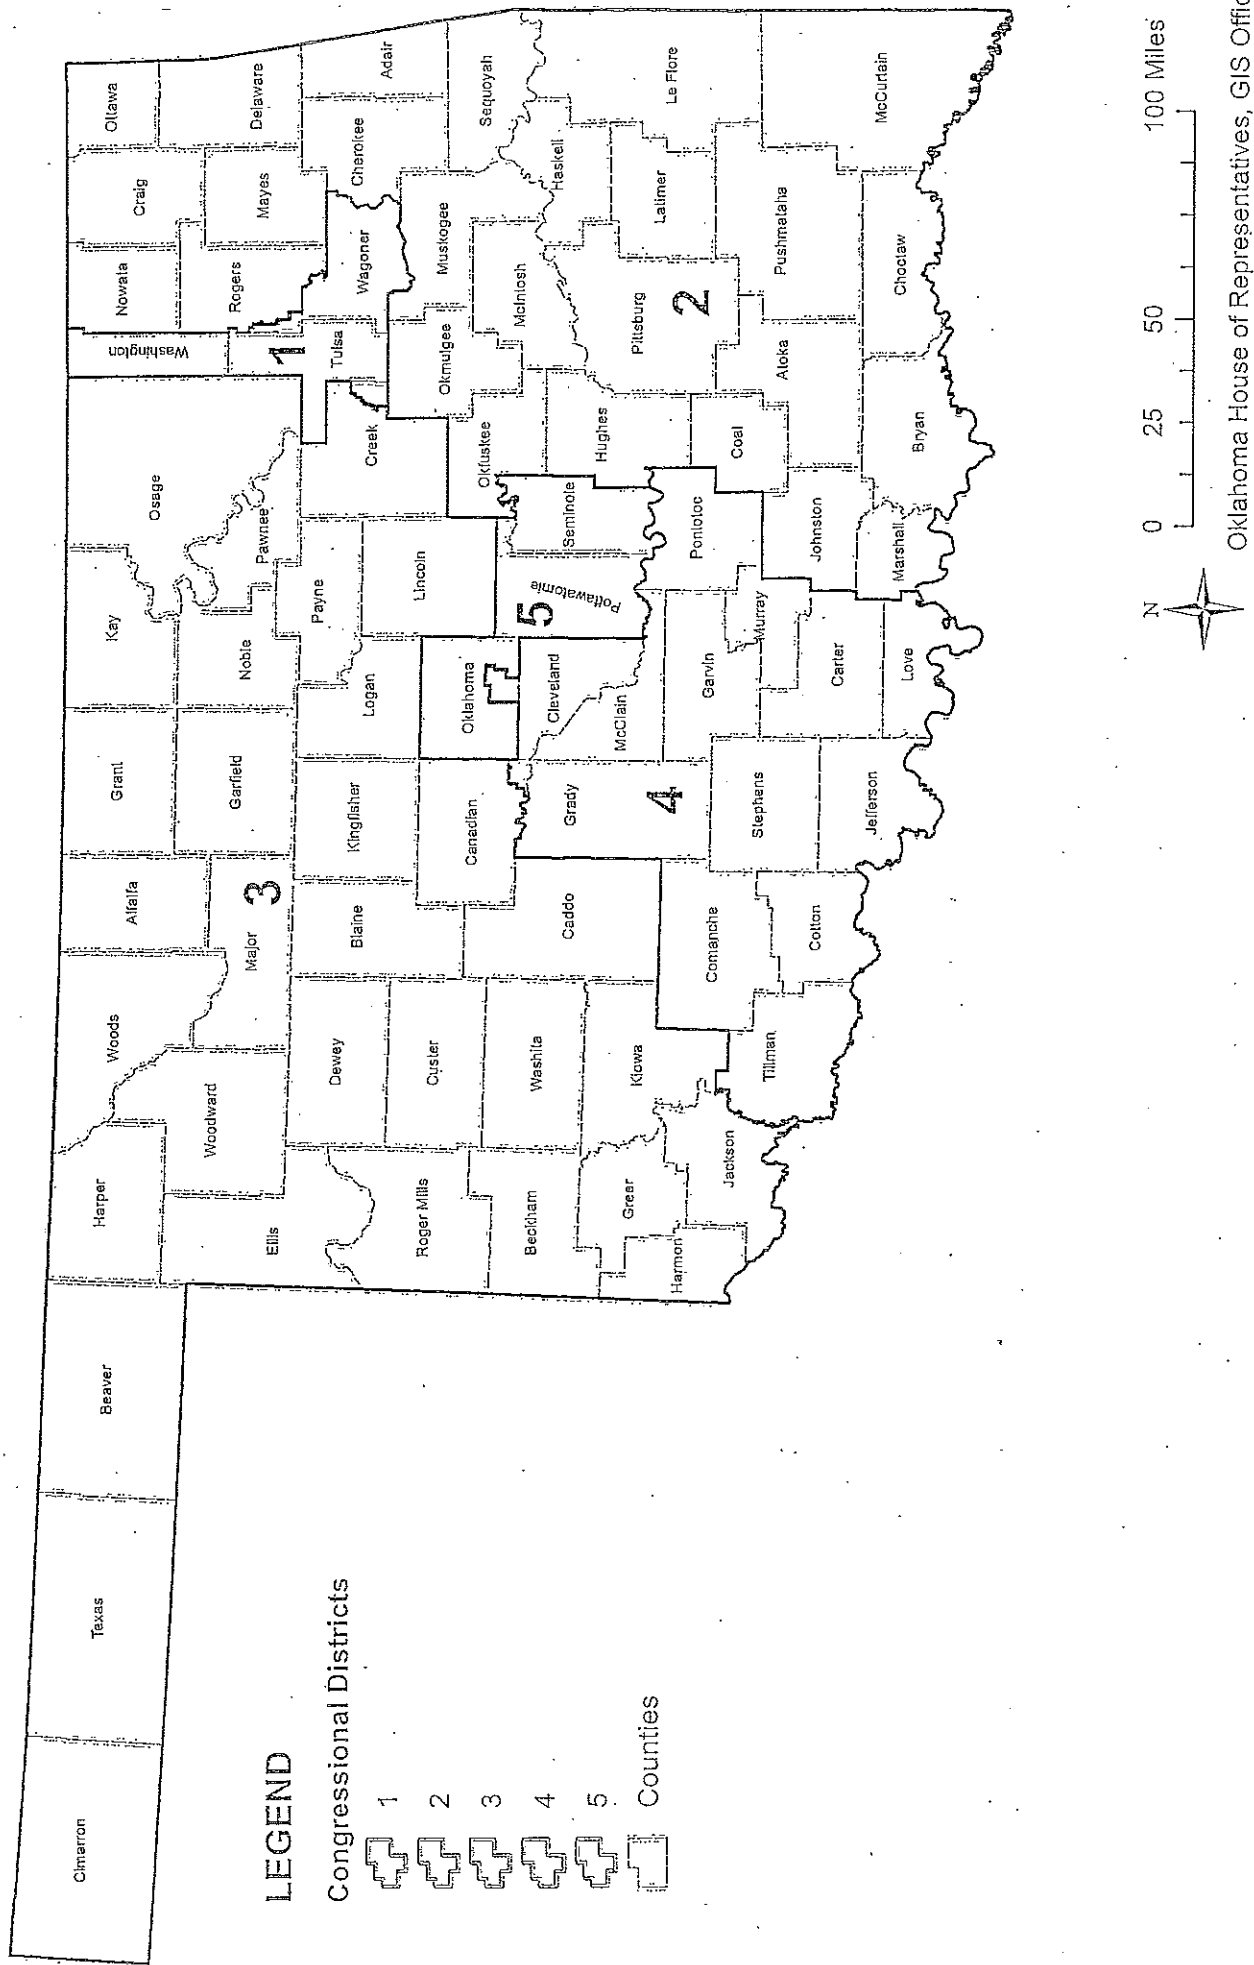 Cimarron
Texas
Beaver
Harper
Woods
Alfalfa
Grant
Kay
Osage
Washington
Nowata
Craig
Ottawa
Ellis
Woodward
Major
3
Garfield
Noble
Pawnee
Rogers
Mayes
Delaware
1
Tulsa
Wagoner
Cherokee
Adair
Dewey
Blaine
Kingfisher
Logan
Payne
Creek
Roger Mills
Custer
Canadian
Oklahoma
Lincoln
Okfuskee
Okmulgee
Muskogee
Sequoyah
Beckham
Washita
Caddo
Grady
Cleveland
McClain
5
Pottawatomie
Seminole
Hughes
McIntosh
Haskell
Greer
Kiowa
Comanche
4
Garvin
Pontotoc
Pittsburg
2
Latimer
Le Flore
Harmon
Jackson
Tillman
Cotton
Stephens
Murray
Coal
Atoka
Pushmataha
McCurtain
Jefferson
Carter
Johnston
Love
Marshall
Bryan
Choctaw
LEGEND
Congressional Districts
1
2
3
4
5
Counties
N
0 25 50 100 Miles
Oklahoma House of Representatives, GIS Offic